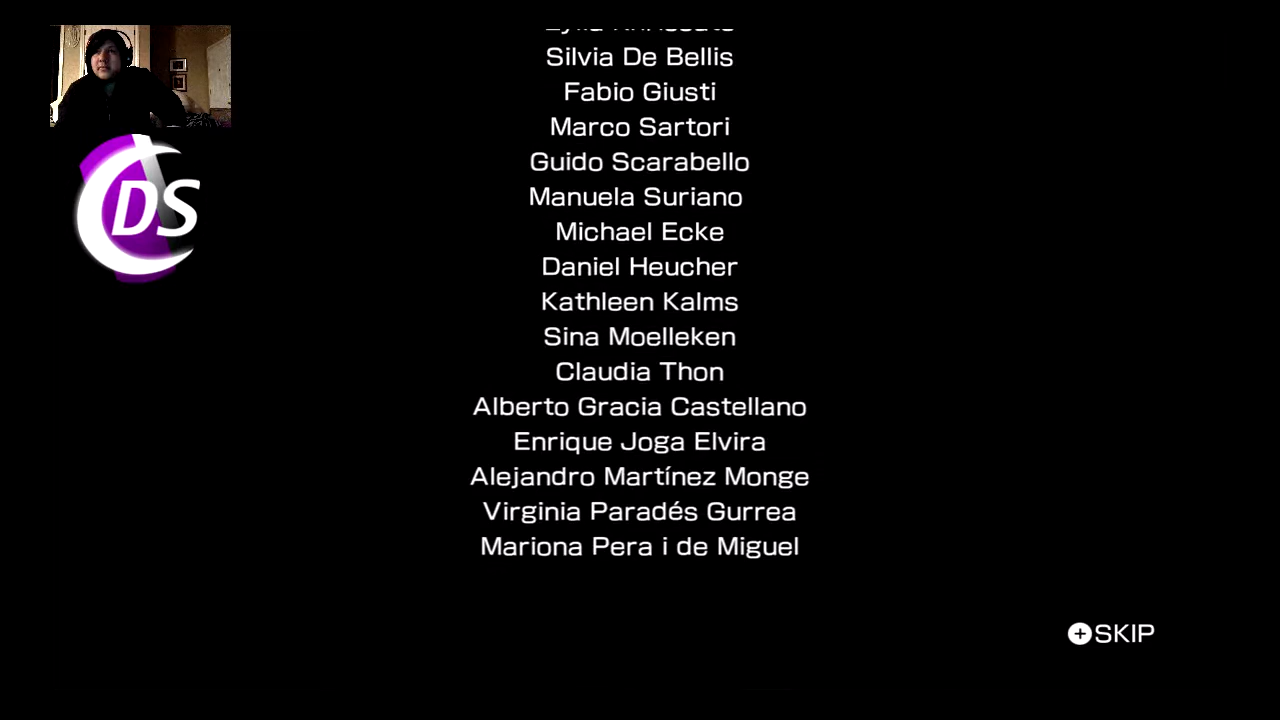 DS
Silvia De Bellis
Fabio Giusti
Marco Sartori
Guido Scarabello
Manuela Suriano
Michael Ecke
Daniel Heucher
Kathleen Kalms
Sina Moelleken
Claudia Thon
Alberto Gracia Castellano
Enrique Joga Elvira
Alejandro Martínez Monge
Virginia Paradés Gurrea
Mariona Pera i de Miguel
+SKIP